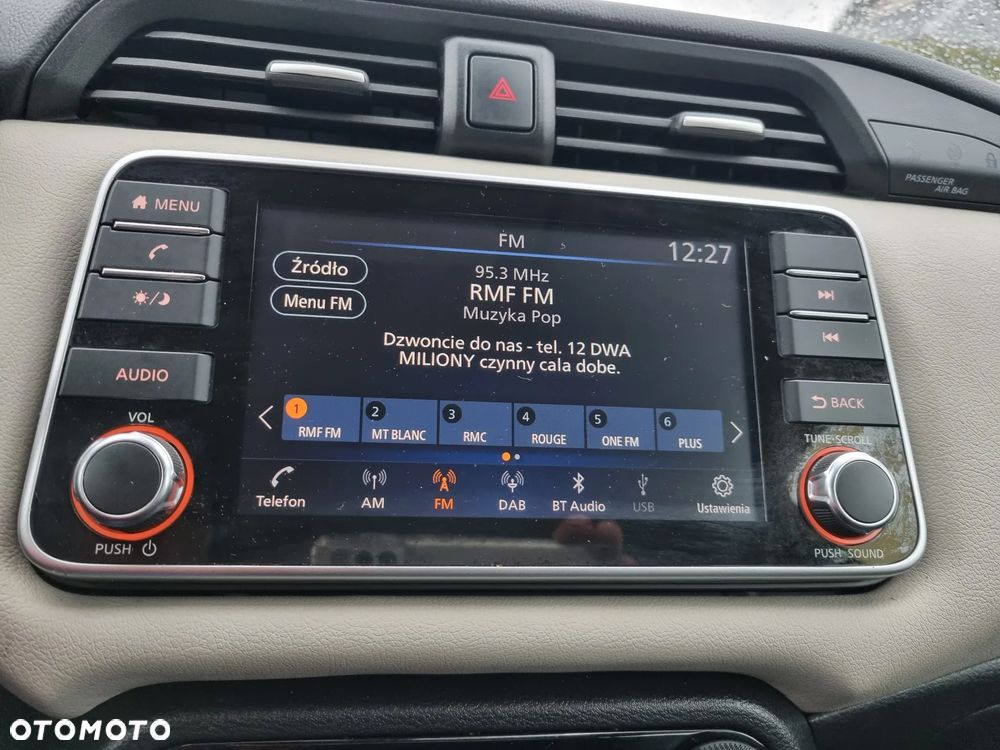 PASSENGER
AIR BAG
MENU
AUDIO
VOL
PUSH
FM
12:27
Źródło
Menu FM
95.3 MHz
RMF FM
Muzyka Pop
Dzwoncie do nas - tel. 12 DWA
MILIONY czynny cala dobe.
1 RMF FM
2 MT BLANC
3 RMC
4 ROUGE
5 ONE FM
6 PLUS
Telefon
AM
FM
DAB
BT Audio
USB
Ustawienia
BACK
TUNE·SCROLL
PUSH SOUND
OTOMOTO